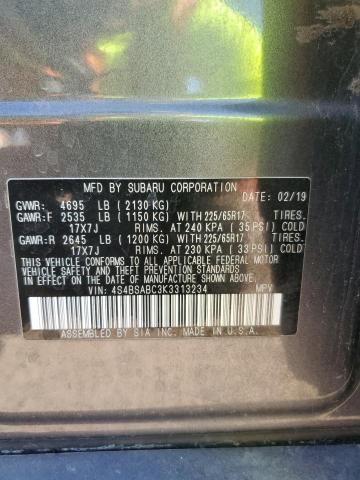 MFD BY SUBARU CORPORATION DATE: 02/19
GVWR: 4695 LB (2130 KG)
GAWR:F 2535 LB (1150 KG) WITH 225/65R17 TIRES.
17X7J RIMS. AT 240 KPA (35 PSI) COLD
GAWR:R 2645 LB (1200 KG) WITH 225/65R17 TIRES.
17X7J RIMS. AT 230 KPA (33 PSI) COLD
THIS VEHICLE CONFORMS TO ALL APPLICABLE
FEDERAL MOTOR VEHICLE SAFETY
AND THEFT PREVENTION STANDARDS IN EFFECT ON
THE DATE OF MANUFACTURE SHOWN ABOVE.
VIN: 4S4BSABC3K3313234 MPV
ASSEMBLED BY SIA INC. MADE IN U.S.A.